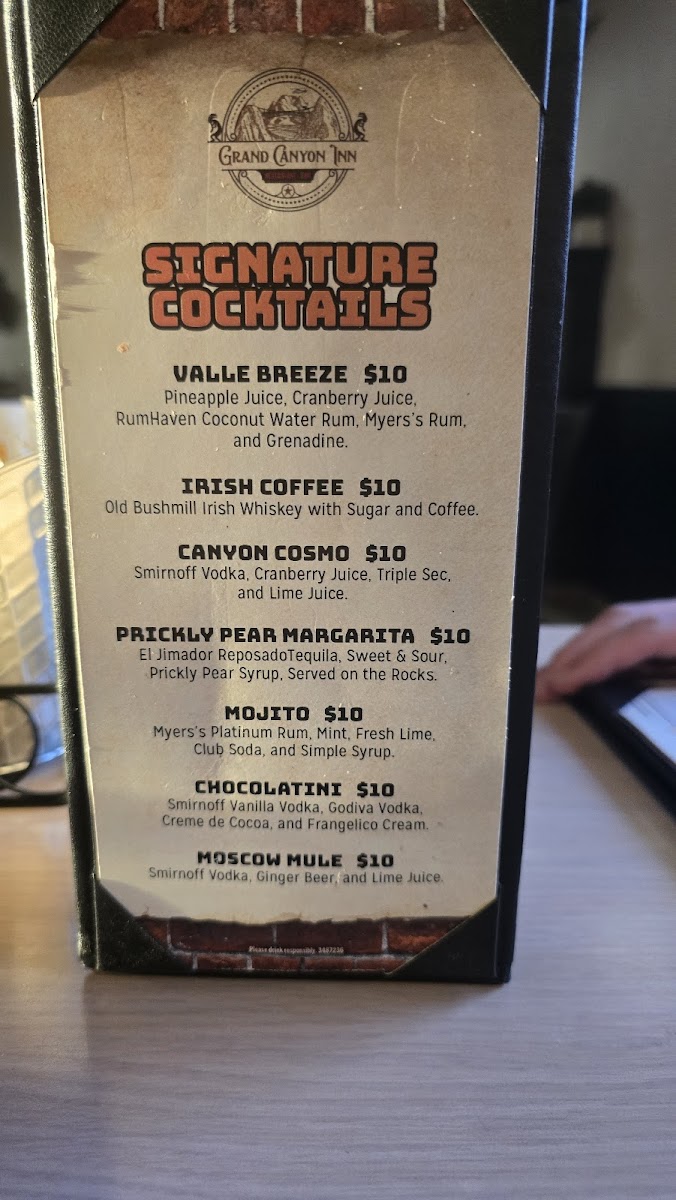 GRAND CANYON INN
SIGNATURE
COCKTAILS
VALLE BREEZE $10
Pineapple Juice, Cranberry Juice,
RumHaven Coconut Water Rum, Myers's Rum,
and Grenadine.
IRISH COFFEE $10
Old Bushmill Irish Whiskey with Sugar and Coffee.
CANYON COSMO $10
Smirnoff Vodka, Cranberry Juice, Triple Sec,
and Lime Juice.
PRICKLY PEAR MARGARITA $10
El Jimador ReposadoTequila, Sweet & Sour,
Prickly Pear Syrup, Served on the Rocks.
MOJITO $10
Myers's Platinum Rum, Mint, Fresh Lime,
Club Soda, and Simple Syrup.
CHOCOLATINI $10
Smirnoff Vanilla Vodka, Godiva Vodka,
Creme de Cocoa, and Frangelico Cream.
MOSCOW MULE $10
Smirnoff Vodka, Ginger Beer, and Lime Juice.
Please drink responsibly 3487236